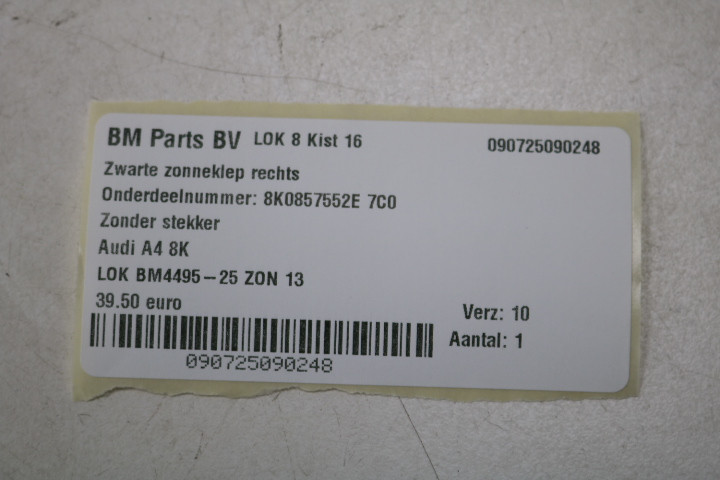 BM Parts BV LOK 8 Kist 16 090725090248
Zwarte zonneklep rechts
Onderdeelnummer: 8K0857552E 7C0
Zonder stekker
Audi A4 8K
LOK BM4495-25 ZON 13
39.50 euro
Verz: 10
Aantal: 1
090725090248